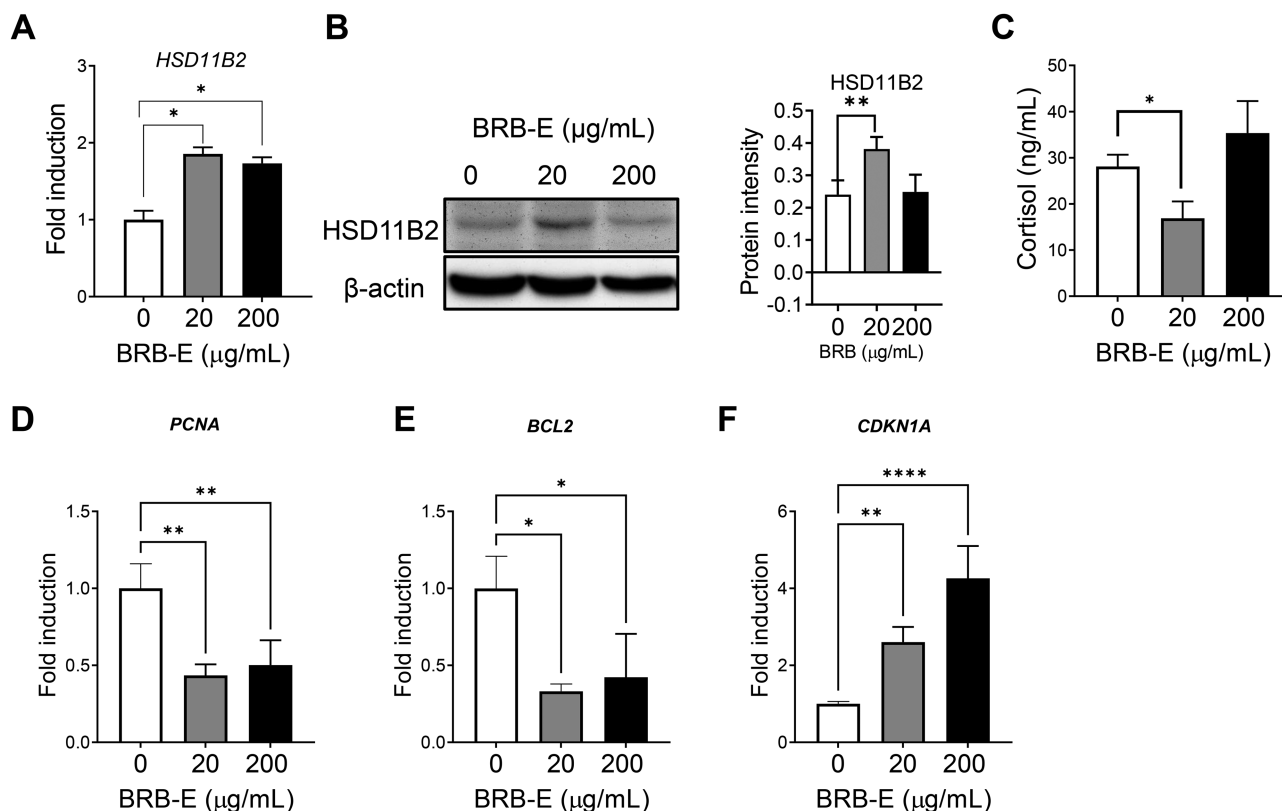 A
HSD11B2
Fold induction
3
2
1
0
*
*
0 20 200
BRB-E (μg/mL)
B
BRB-E (μg/mL)
0 20 200
HSD11B2
β-actin
HSD11B2
Protein intensity
0.5
0.4
0.3
0.2
0.1
0.0
-0.1
**
0 20 200
BRB (μg/mL)
C
Cortisol (ng/mL)
50
40
30
20
10
0
*
0 20 200
BRB-E (μg/mL)
D
PCNA
Fold induction
1.5
1.0
0.5
0.0
**
**
0 20 200
BRB-E (μg/mL)
E
BCL2
Fold induction
1.5
1.0
0.5
0.0
*
*
0 20 200
BRB-E (μg/mL)
F
CDKN1A
Fold induction
6
4
2
0
****
**
0 20 200
BRB-E (μg/mL)